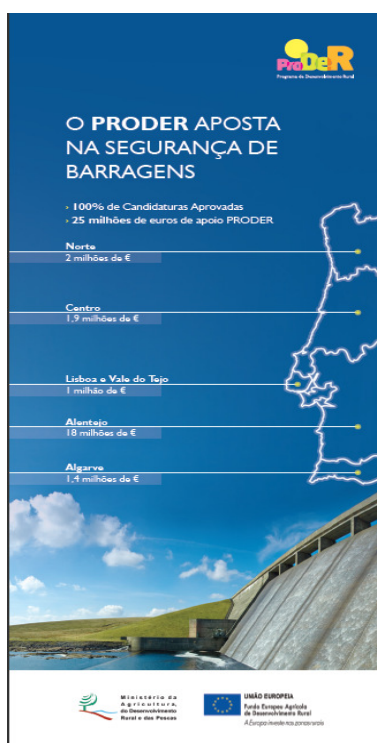 ProDeR
Programa de Desenvolvimento Rural
O PRODER APOSTA
NA SEGURANÇA DE
BARRAGENS
› 100% de Candidaturas Aprovadas
› 25 milhões de euros de apoio PRODER
Norte
2 milhões de €
Centro
1,9 milhões de €
Lisboa e Vale do Tejo
1 milhão de €
Alentejo
18 milhões de €
Algarve
1,4 milhões de €
Ministério da
Agricultura,
do Desenvolvimento
Rural e das Pescas
UNIÃO EUROPEIA
Fundo Europeu Agrícola
de Desenvolvimento Rural
A Europa investe nas zonas rurais